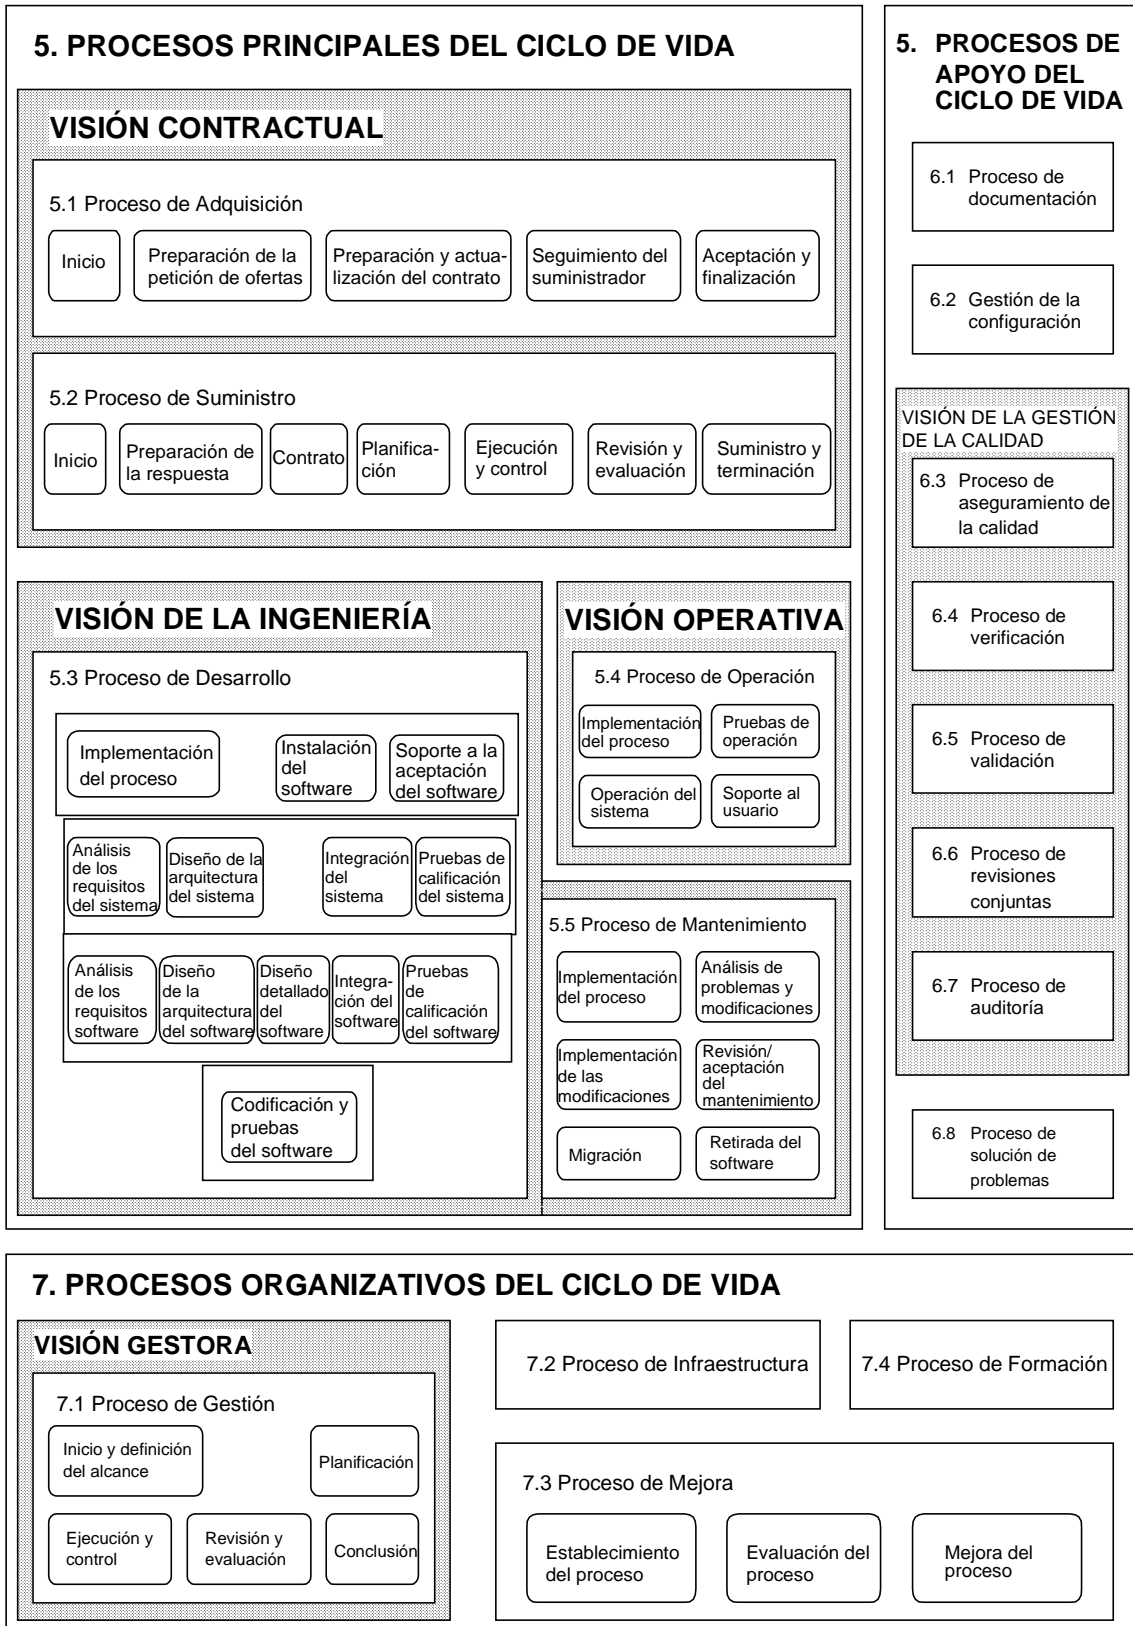 5. PROCESOS PRINCIPALES DEL CICLO DE VIDA
VISIÓN CONTRACTUAL
5.1 Proceso de Adquisición
Inicio
Preparación de la
petición de ofertas
Preparación y actua-
lización del contrato
Seguimiento del
suministrador
Aceptación y
finalización
5.2 Proceso de Suministro
Inicio
Preparación de
la respuesta
Contrato
Planifica-
ción
Ejecución
y control
Revisión y
evaluación
Suministro y
terminación
VISIÓN DE LA INGENIERÍA
5.3 Proceso de Desarrollo
Implementación
del proceso
Instalación
del
software
Soporte a la
aceptación
del software
Análisis
de los
requisitos
del sistema
Diseño de la
arquitectura
del sistema
Integración
del
sistema
Pruebas de
calificación
del sistema
Análisis
de los
requisitos
software
Diseño
de la
arquitectura
del software
Diseño
detallado
del
software
Integra-
ción del
software
Pruebas
de
calificación
del software
Codificación y
pruebas
del software
VISIÓN OPERATIVA
5.4 Proceso de Operación
Implementación
del proceso
Pruebas de
operación
Operación del
sistema
Soporte al
usuario
5.5 Proceso de Mantenimiento
Implementación
del proceso
Análisis de
problemas y
modificaciones
Implementación
de las
modificaciones
Revisión/
aceptación
del
mantenimiento
Migración
Retirada del
software
5. PROCESOS DE
APOYO DEL
CICLO DE VIDA
6.1 Proceso de
documentación
6.2 Gestión de la
configuración
VISIÓN DE LA GESTIÓN
DE LA CALIDAD
6.3 Proceso de
aseguramiento de
la calidad
6.4 Proceso de
verificación
6.5 Proceso de
validación
6.6 Proceso de
revisiones
conjuntas
6.7 Proceso de
auditoría
6.8 Proceso de
solución de
problemas
7. PROCESOS ORGANIZATIVOS DEL CICLO DE VIDA
VISIÓN GESTORA
7.1 Proceso de Gestión
Inicio y definición
del alcance
Planificación
Ejecución y
control
Revisión y
evaluación
Conclusión
7.2 Proceso de Infraestructura
7.4 Proceso de Formación
7.3 Proceso de Mejora
Establecimiento
del proceso
Evaluación del
proceso
Mejora del
proceso